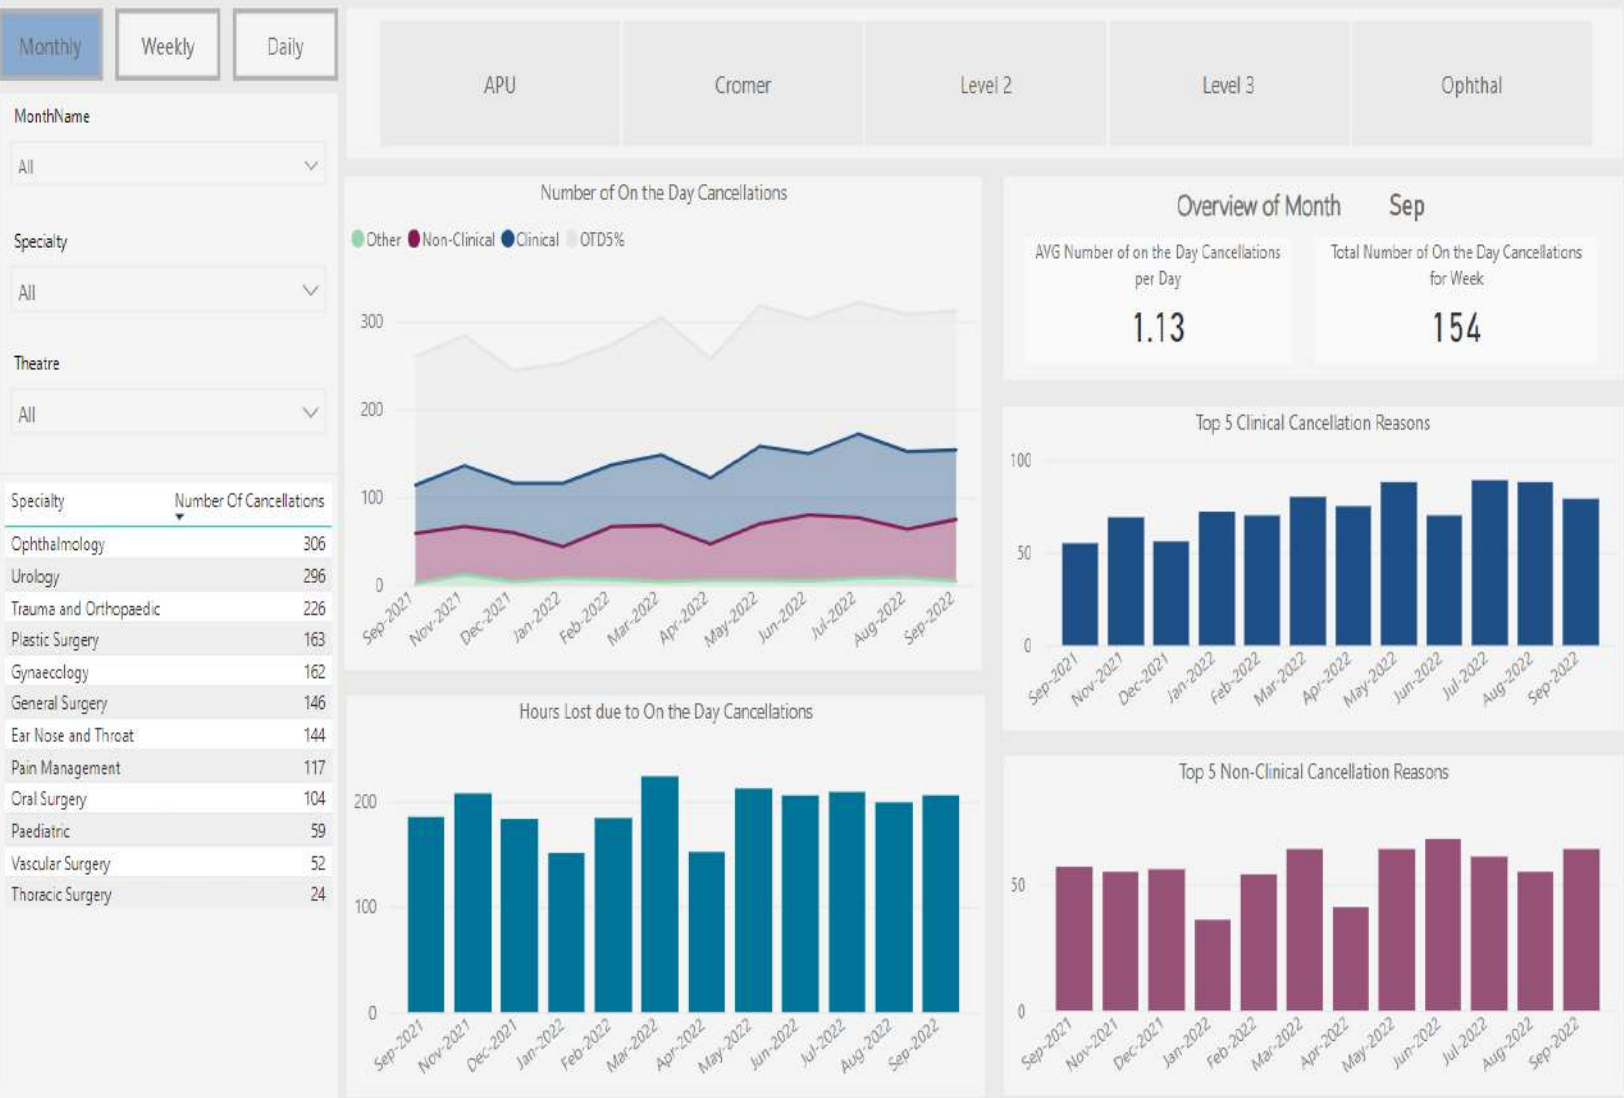 Monthly
Weekly
Daily
MonthName
All
Specialty
All
Theatre
All
Specialty Number Of Cancellations
Ophthalmology 306
Urology 296
Trauma and Orthopaedic 226
Plastic Surgery 163
Gynaecology 162
General Surgery 146
Ear Nose and Throat 144
Pain Management 117
Oral Surgery 104
Paediatric 59
Vascular Surgery 52
Thoracic Surgery 24
APU
Cromer
Level 2
Level 3
Ophthal
Number of On the Day Cancellations
Other Non-Clinical Clinical OTD5%
300
200
100
0
Sep-2021 Nov-2021 Dec-2021 Jan-2022 Feb-2022 Mar-2022 Apr-2022 May-2022 Jun-2022 Jul-2022 Aug-2022 Sep-2022
Hours Lost due to On the Day Cancellations
200
100
0
Sep-2021 Nov-2021 Dec-2021 Jan-2022 Feb-2022 Mar-2022 Apr-2022 May-2022 Jun-2022 Jul-2022 Aug-2022 Sep-2022
Overview of Month Sep
AVG Number of on the Day Cancellations
per Day
1.13
Total Number of On the Day Cancellations
for Week
154
Top 5 Clinical Cancellation Reasons
100
50
0
Sep-2021 Nov-2021 Dec-2021 Jan-2022 Feb-2022 Mar-2022 Apr-2022 May-2022 Jun-2022 Jul-2022 Aug-2022 Sep-2022
Top 5 Non-Clinical Cancellation Reasons
50
0
Sep-2021 Nov-2021 Dec-2021 Jan-2022 Feb-2022 Mar-2022 Apr-2022 May-2022 Jun-2022 Jul-2022 Aug-2022 Sep-2022